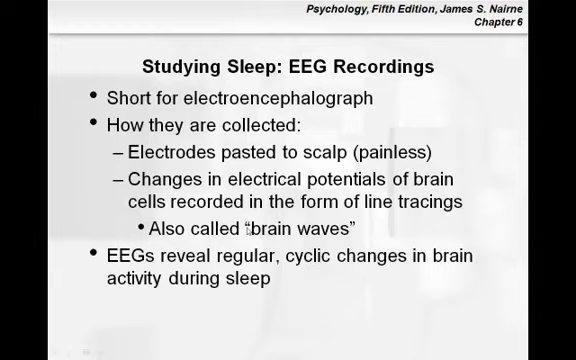 Psychology, Fifth Edition, James S. Nairne
Chapter 6
Studying Sleep: EEG Recordings
• Short for electroencephalograph
• How they are collected:
– Electrodes pasted to scalp (painless)
– Changes in electrical potentials of brain
cells recorded in the form of line tracings
• Also called “brain waves”
• EEGs reveal regular, cyclic changes in brain
activity during sleep